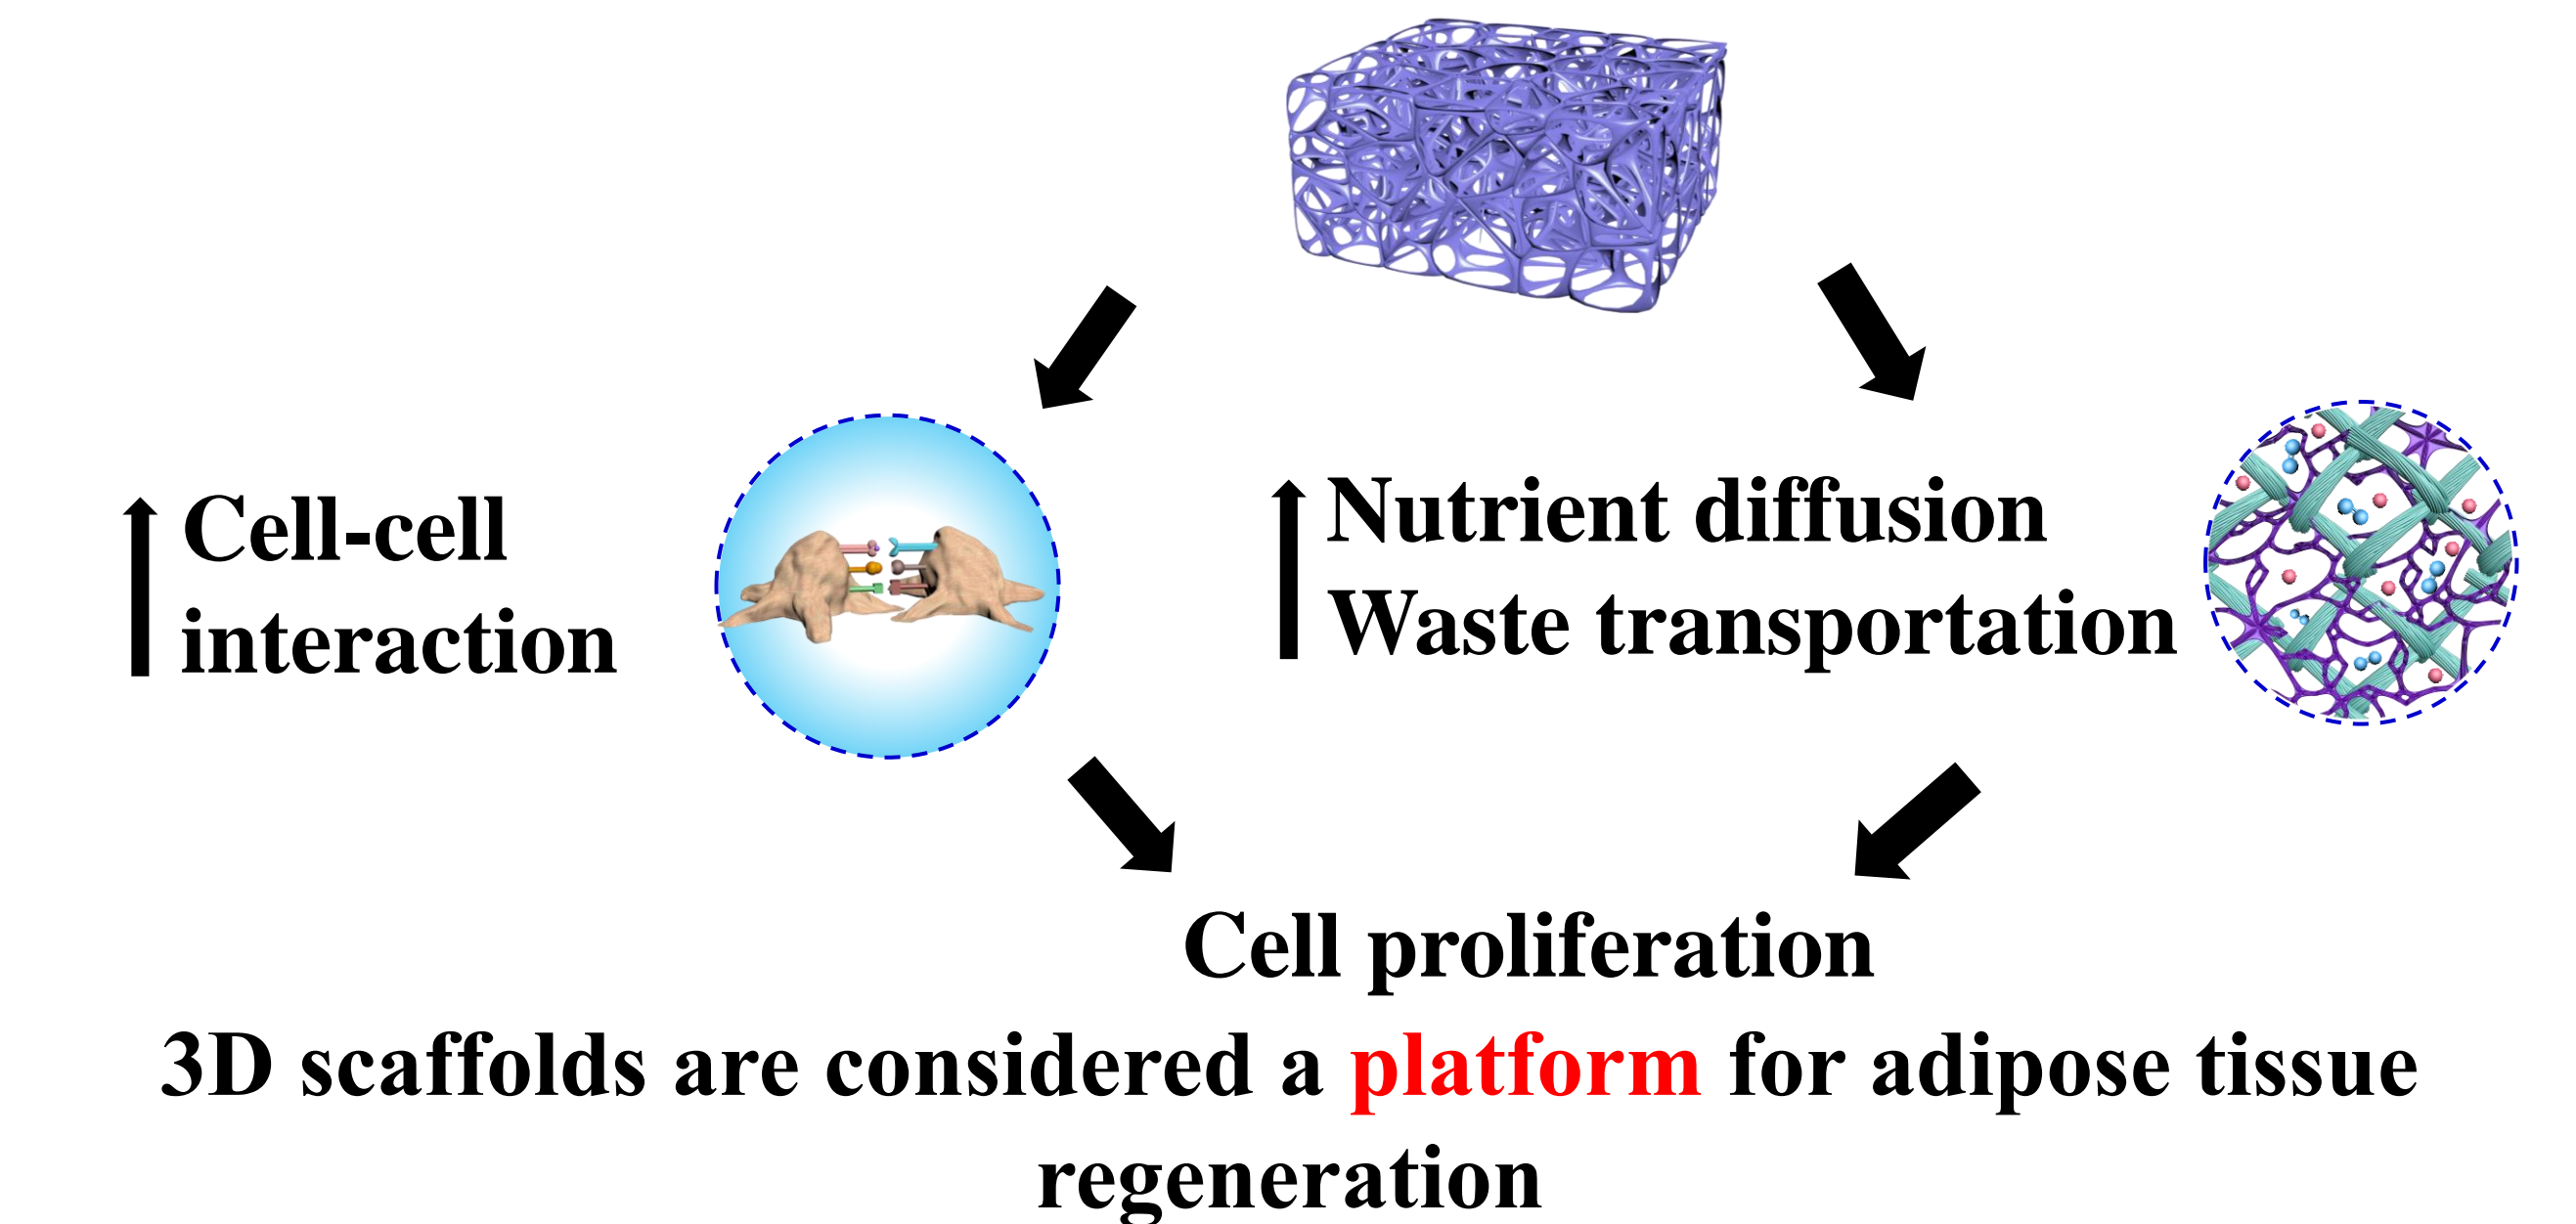 Cell-cell
interaction
Nutrient diffusion
Waste transportation
Cell proliferation
3D scaffolds are considered a platform for adipose tissue
regeneration